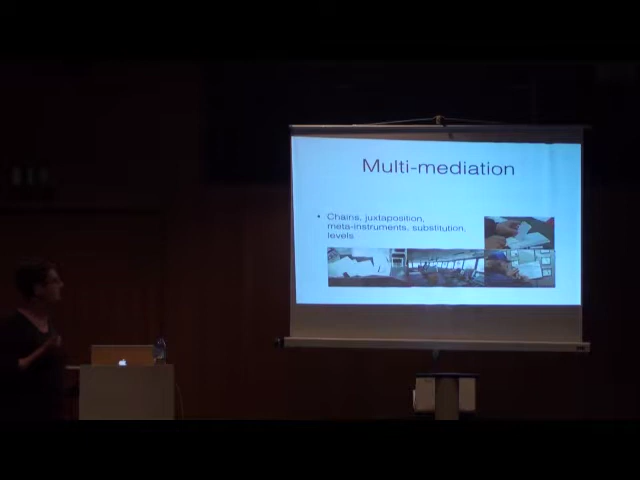 Multi-mediation
• Chains, juxtaposition,
meta-instruments, substitution,
levels